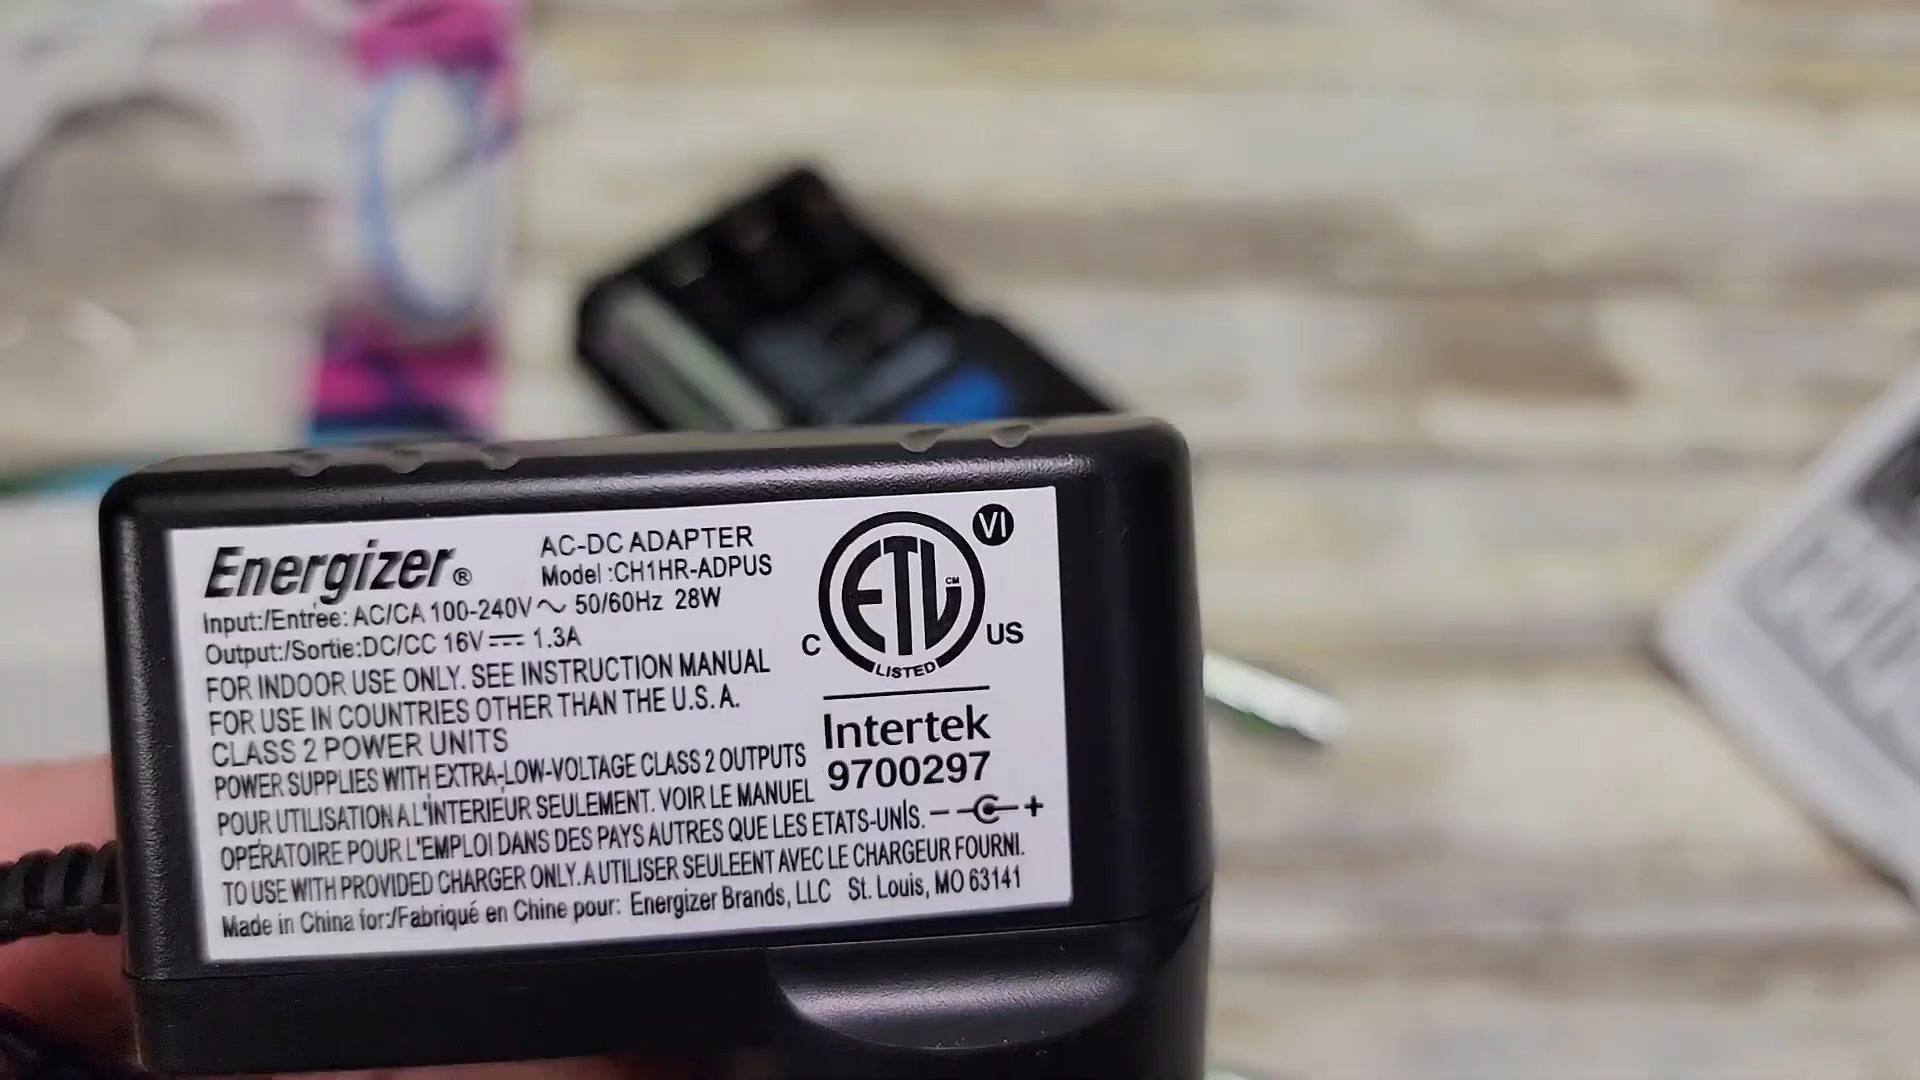 Energizer®
AC-DC ADAPTER
Model :CH1HR-ADPUS
Input:/Entrée: AC/CA 100-240V～ 50/60Hz 28W
Output:/Sortie:DC/CC 16V⎓ 1.3A
FOR INDOOR USE ONLY. SEE INSTRUCTION MANUAL
FOR USE IN COUNTRIES OTHER THAN THE U.S.A.
CLASS 2 POWER UNITS
POWER SUPPLIES WITH EXTRA-LOW-VOLTAGE CLASS 2 OUTPUTS
POUR UTILISATION A L'INTERIEUR SEULEMENT. VOIR LE MANUEL
OPÉRATOIRE POUR L'EMPLOI DANS DES PAYS AUTRES QUE LES ETATS-UNIS. − +
TO USE WITH PROVIDED CHARGER ONLY. A UTILISER SEULEENT AVEC LE CHARGEUR FOURNI.
Made in China for:/Fabriqué en Chine pour: Energizer Brands, LLC St. Louis, MO 63141
VI
ETL CM
C US
LISTED
Intertek
9700297